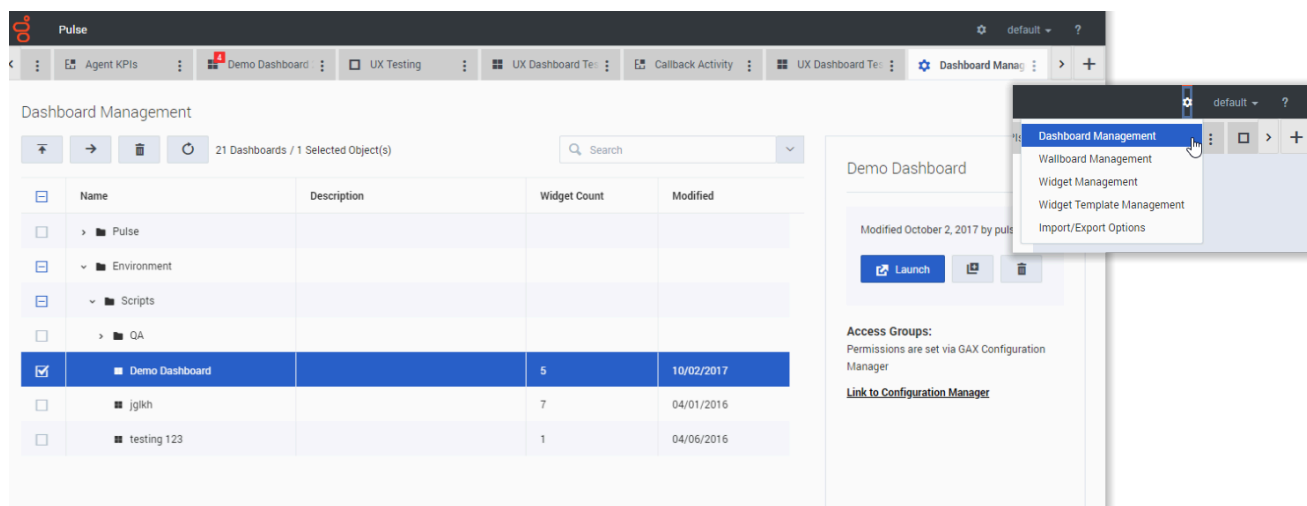 Pulse
default
?
Agent KPIs
4
Demo Dashboard
UX Testing
UX Dashboard Tes
Callback Activity
UX Dashboard Tes
Dashboard Manag
Dashboard Management
21 Dashboards / 1 Selected Object(s)
Search
Name Description Widget Count Modified
Pulse
Environment
Scripts
QA
Demo Dashboard 5 10/02/2017
jglkh 7 04/01/2016
testing 123 1 04/06/2016
Demo Dashboard
Modified October 2, 2017 by puls
Launch
Access Groups:
Permissions are set via GAX Configuration
Manager
Link to Configuration Manager
default
?
Dashboard Management
Wallboard Management
Widget Management
Widget Template Management
Import/Export Options